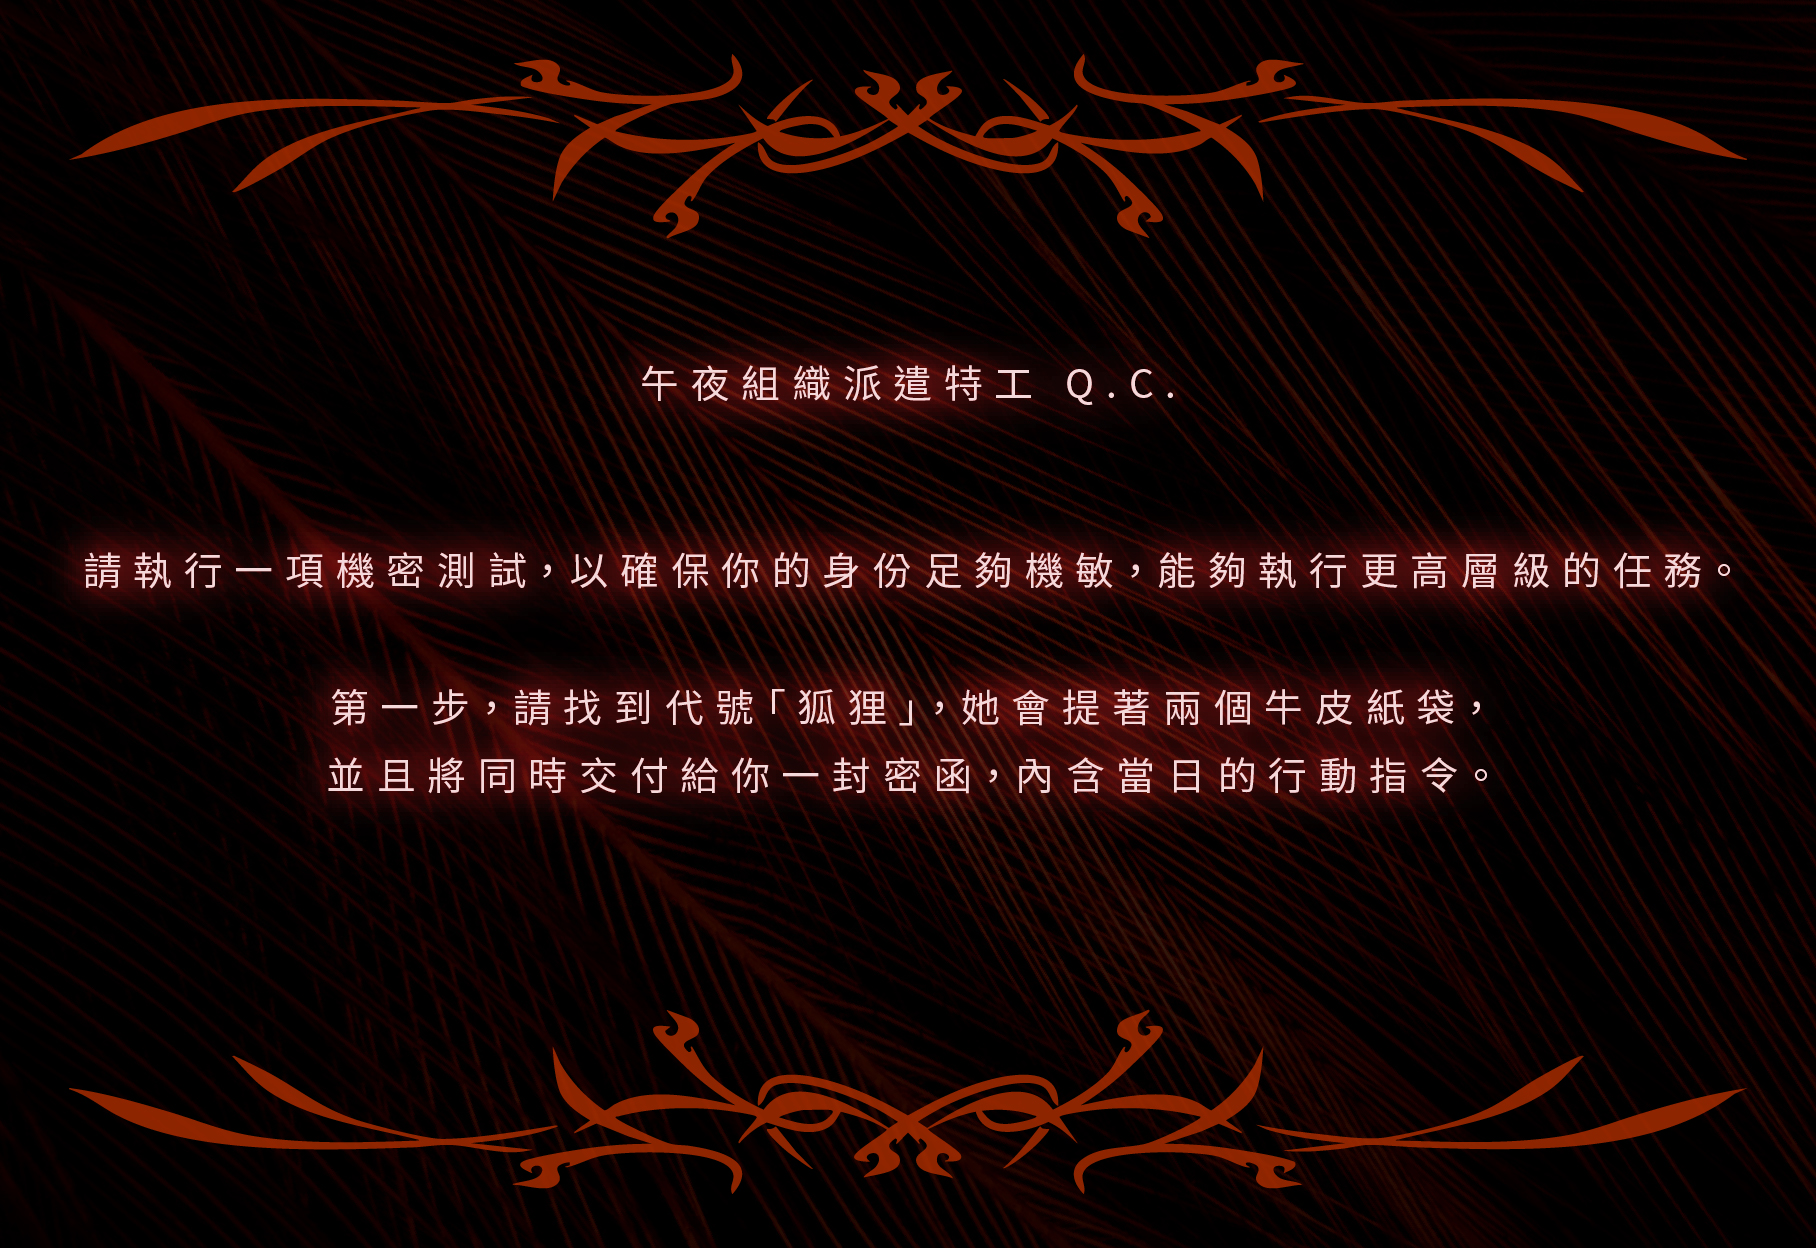 午夜組織派遣特工 Q.C.
請執行一項機密測試，以確保你的身份足夠機敏，能夠執行更高層級的任務。
第一步，請找到代號「狐狸」，她會提著兩個牛皮紙袋，
並且將同時交付給你一封密函，內含當日的行動指令。